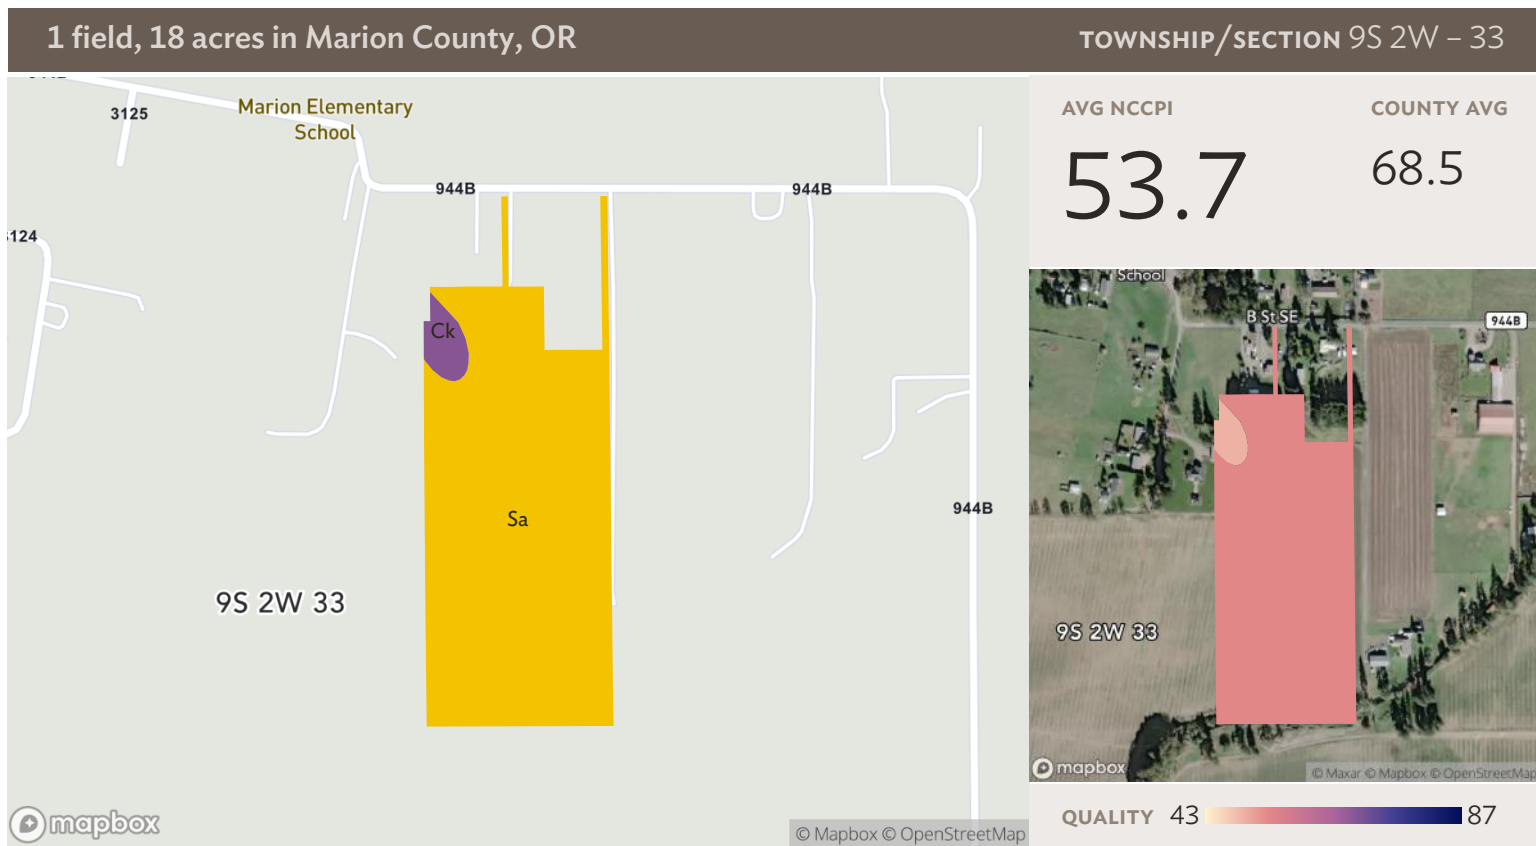 1 field, 18 acres in Marion County, OR
TOWNSHIP/SECTION 9S 2W – 33
3125
Marion Elementary
School
944B
944B
Ck
Sa
944B
9S 2W 33
mapbox
© Mapbox © OpenStreetMap
AVG NCCPI
53.7
COUNTY AVG
68.5
School
B St SE
944B
9S 2W 33
mapbox
© Maxar © Mapbox © OpenStreetMap
QUALITY 43 87